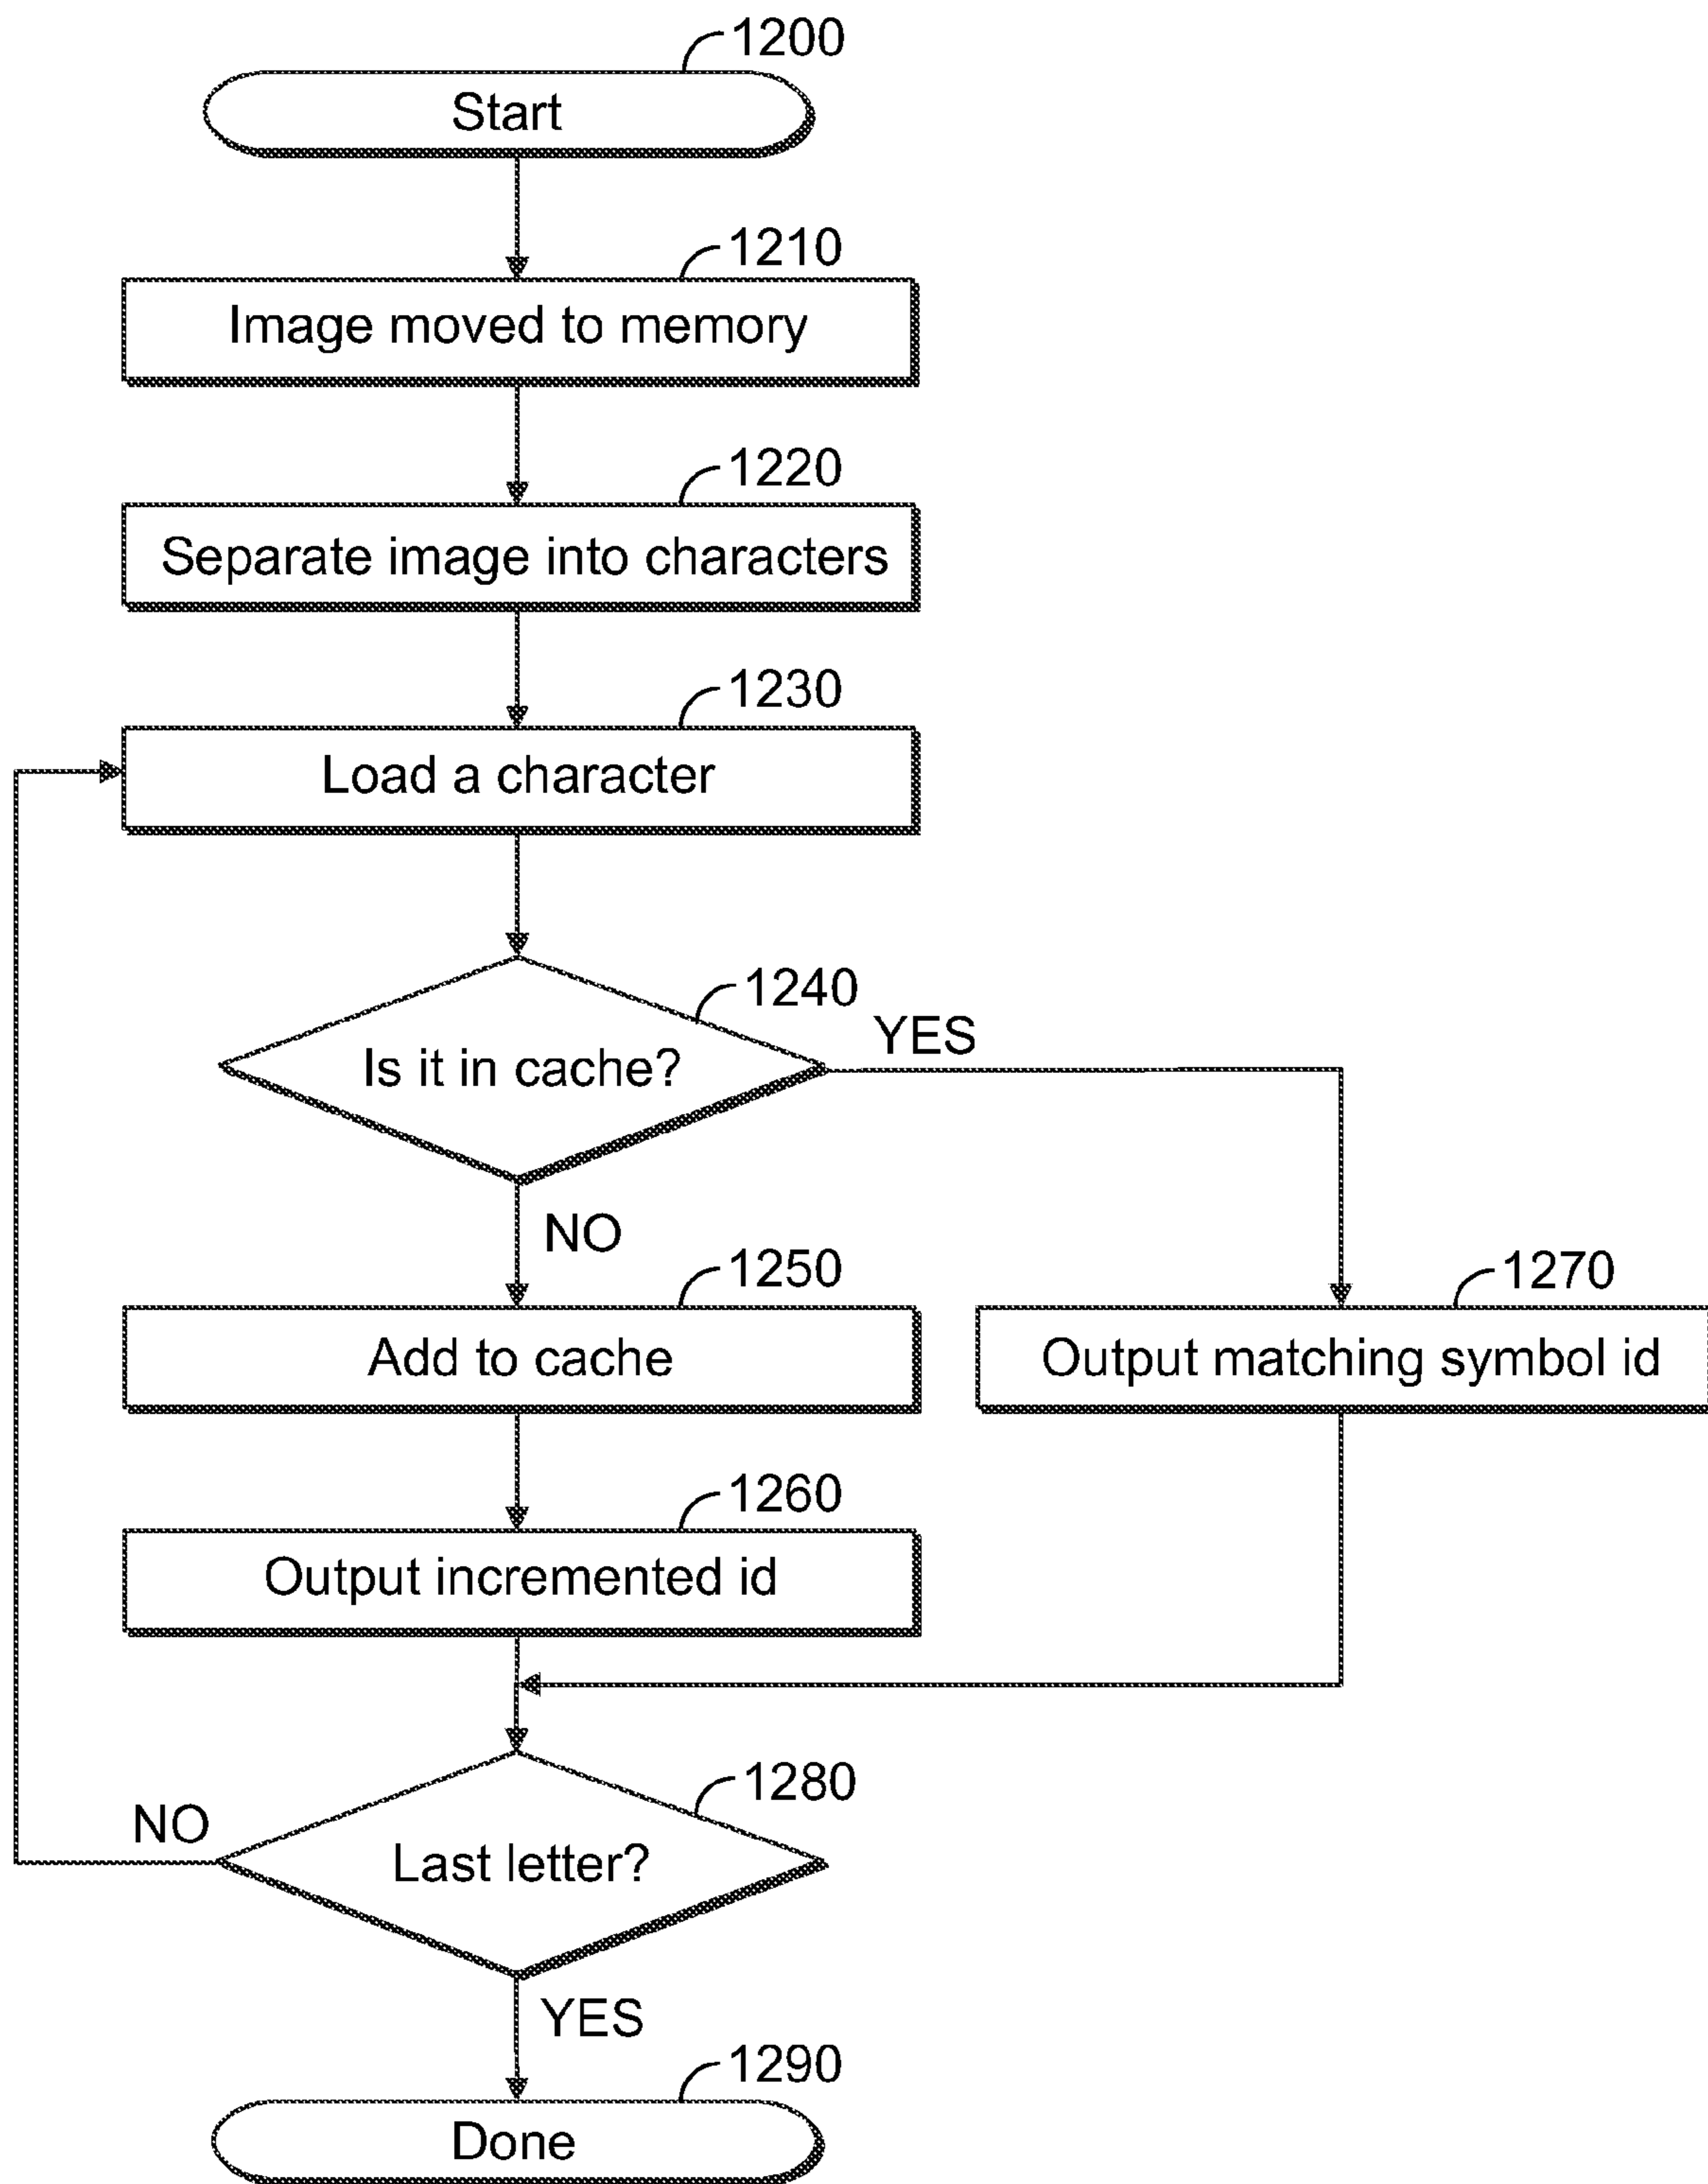 1200
Start
1210
Image moved to memory
1220
Separate image into characters
1230
Load a character
1240
Is it in cache?
YES
NO
1250
Add to cache
1270
Output matching symbol id
1260
Output incremented id
1280
Last letter?
NO
YES
1290
Done